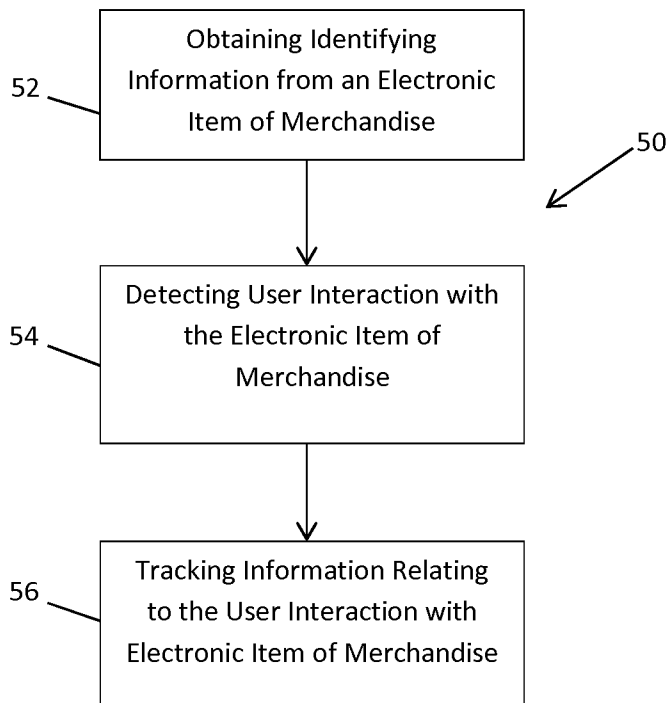 Obtaining Identifying
Information from an Electronic
Item of Merchandise
52
50
Detecting User Interaction with
the Electronic Item of
Merchandise
54
Tracking Information Relating
to the User Interaction with
Electronic Item of Merchandise
56